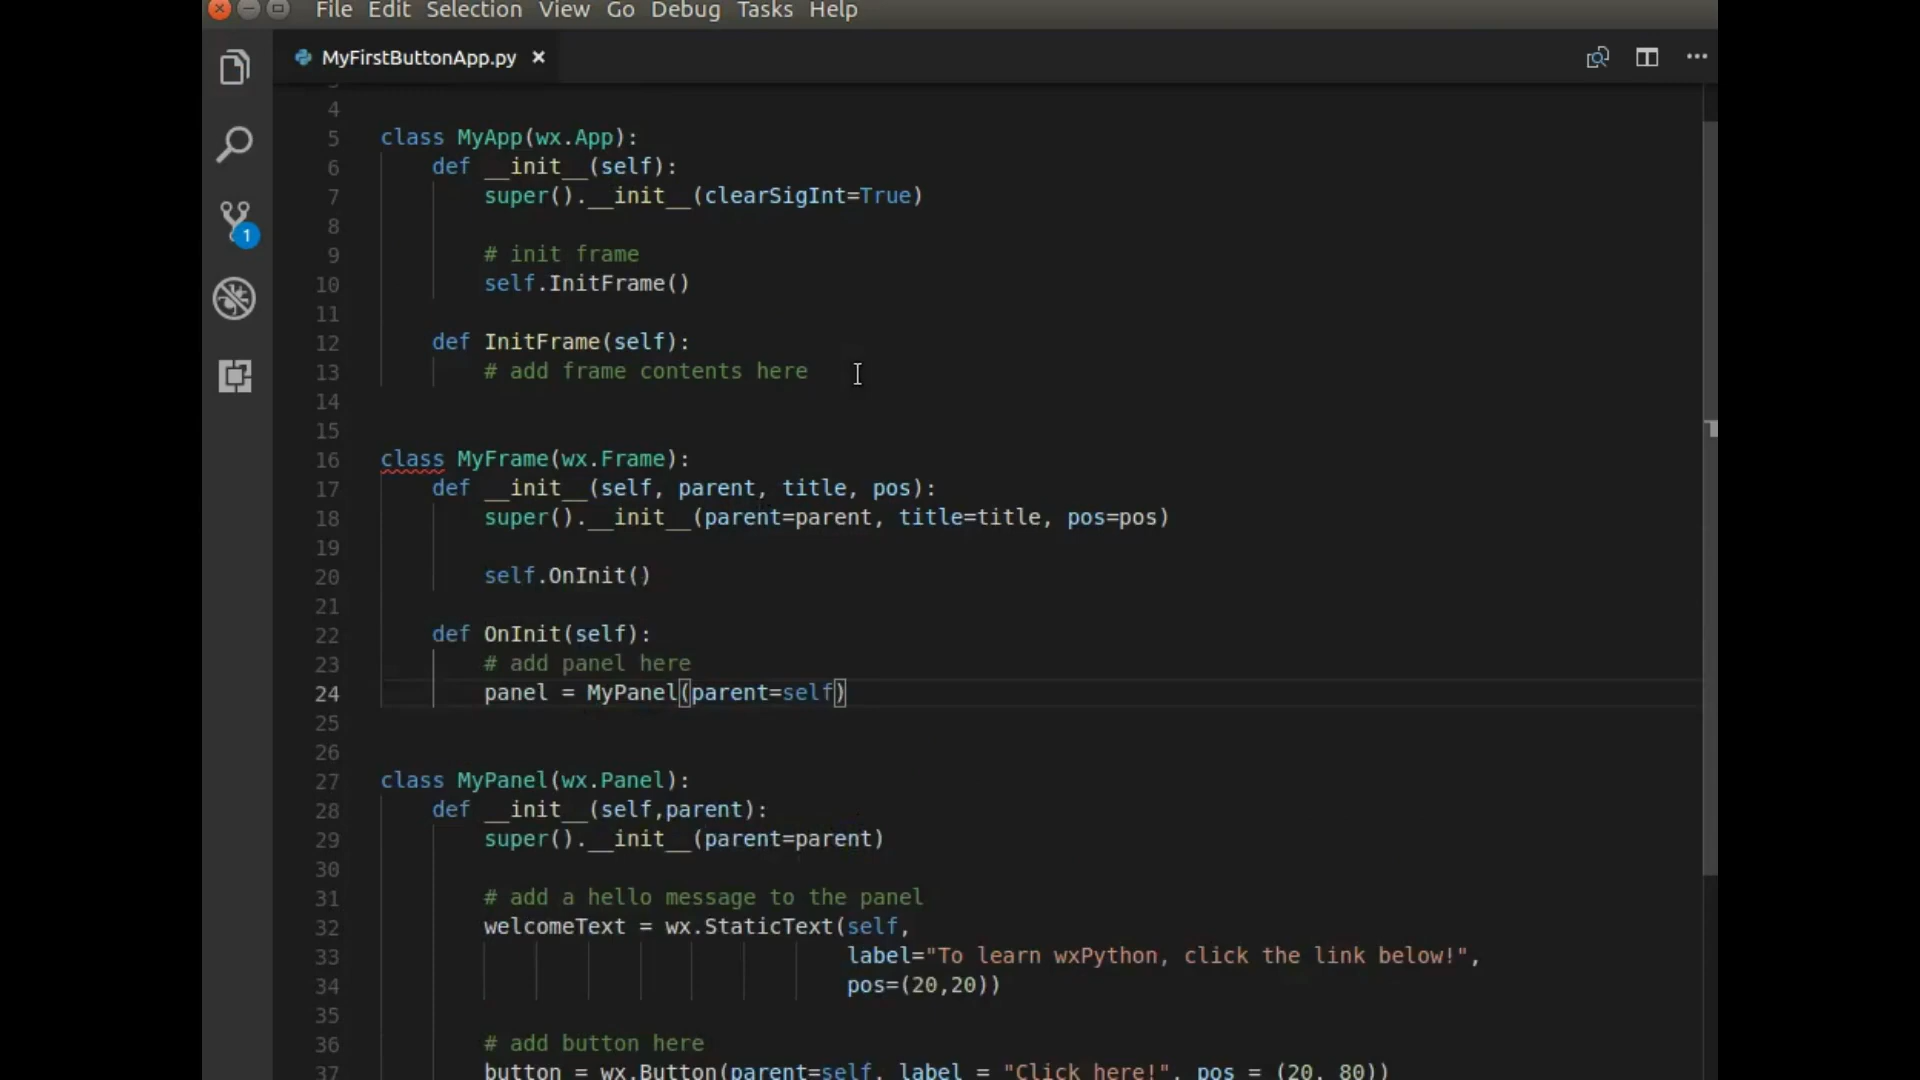 File Edit Selection View Go Debug Tasks Help
MyFirstButtonApp.py
4
5 class MyApp(wx.App):
6 def __init__(self):
7 super().__init__(clearSigInt=True)
8
9 # init frame
10 self.InitFrame()
11
12 def InitFrame(self):
13 # add frame contents here
14
15
16 class MyFrame(wx.Frame):
17 def __init__(self, parent, title, pos):
18 super().__init__(parent=parent, title=title, pos=pos)
19
20 self.OnInit()
21
22 def OnInit(self):
23 # add panel here
24 panel = MyPanel(parent=self)
25
26
27 class MyPanel(wx.Panel):
28 def __init__(self,parent):
29 super().__init__(parent=parent)
30
31 # add a hello message to the panel
32 welcomeText = wx.StaticText(self,
33 label="To learn wxPython, click the link below!",
34 pos=(20,20))
35
36 # add button here
37 button = wx.Button(parent=self, label = "Click here!", pos = (20, 80))
1